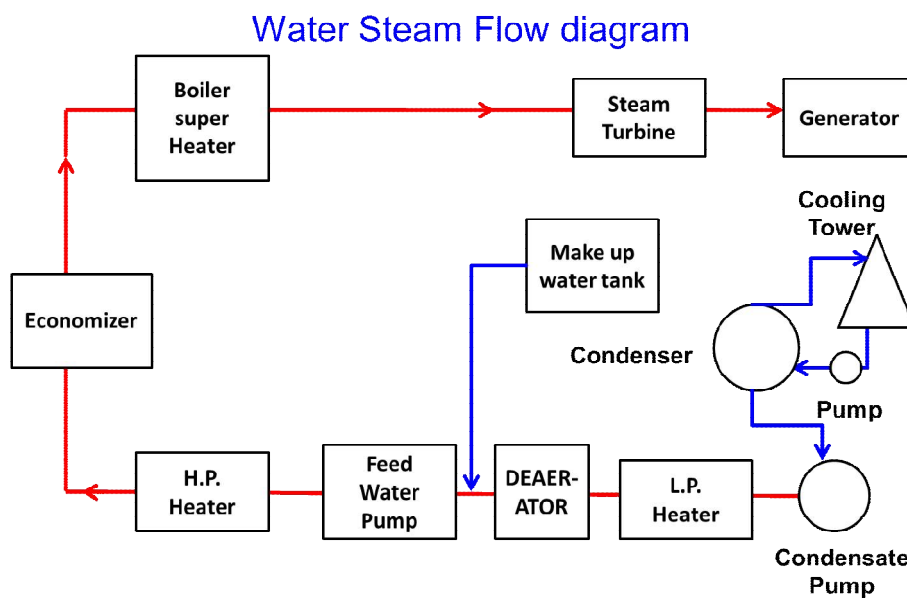 Water Steam Flow diagram
Boiler
super
Heater
Steam
Turbine
Generator
Cooling
Tower
Make up
water tank
Economizer
Condenser
Pump
H.P.
Heater
Feed
Water
Pump
DEAER-
ATOR
L.P.
Heater
Condensate
Pump